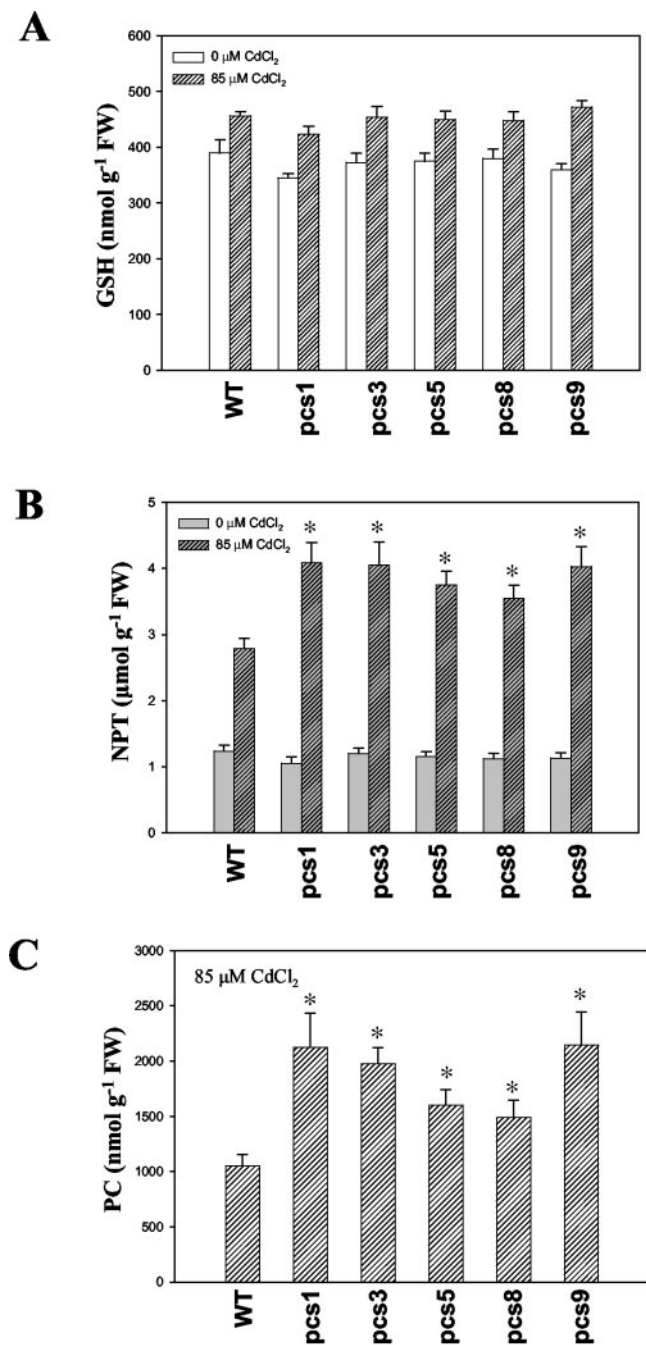 A
600
500
400
300
200
100
0
GSH (nmol g⁻¹ FW)
0 μM CdCl₂
85 μM CdCl₂
WT
pcs1
pcs3
pcs5
pcs8
pcs9
B
5
4
3
2
1
0
NPT (μmol g⁻¹ FW)
0 μM CdCl₂
85 μM CdCl₂
* * * * *
WT
pcs1
pcs3
pcs5
pcs8
pcs9
C
3000
2500
2000
1500
1000
500
0
PC (nmol g⁻¹ FW)
85 μM CdCl₂
* * * * *
WT
pcs1
pcs3
pcs5
pcs8
pcs9